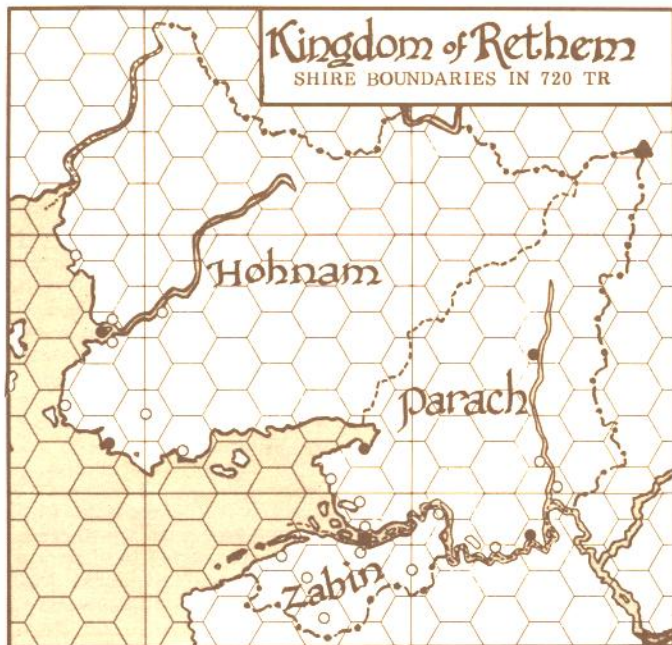 Kingdom of Rethem
SHIRE BOUNDARIES IN 720 TR
Hohnam
Parach
Zabin